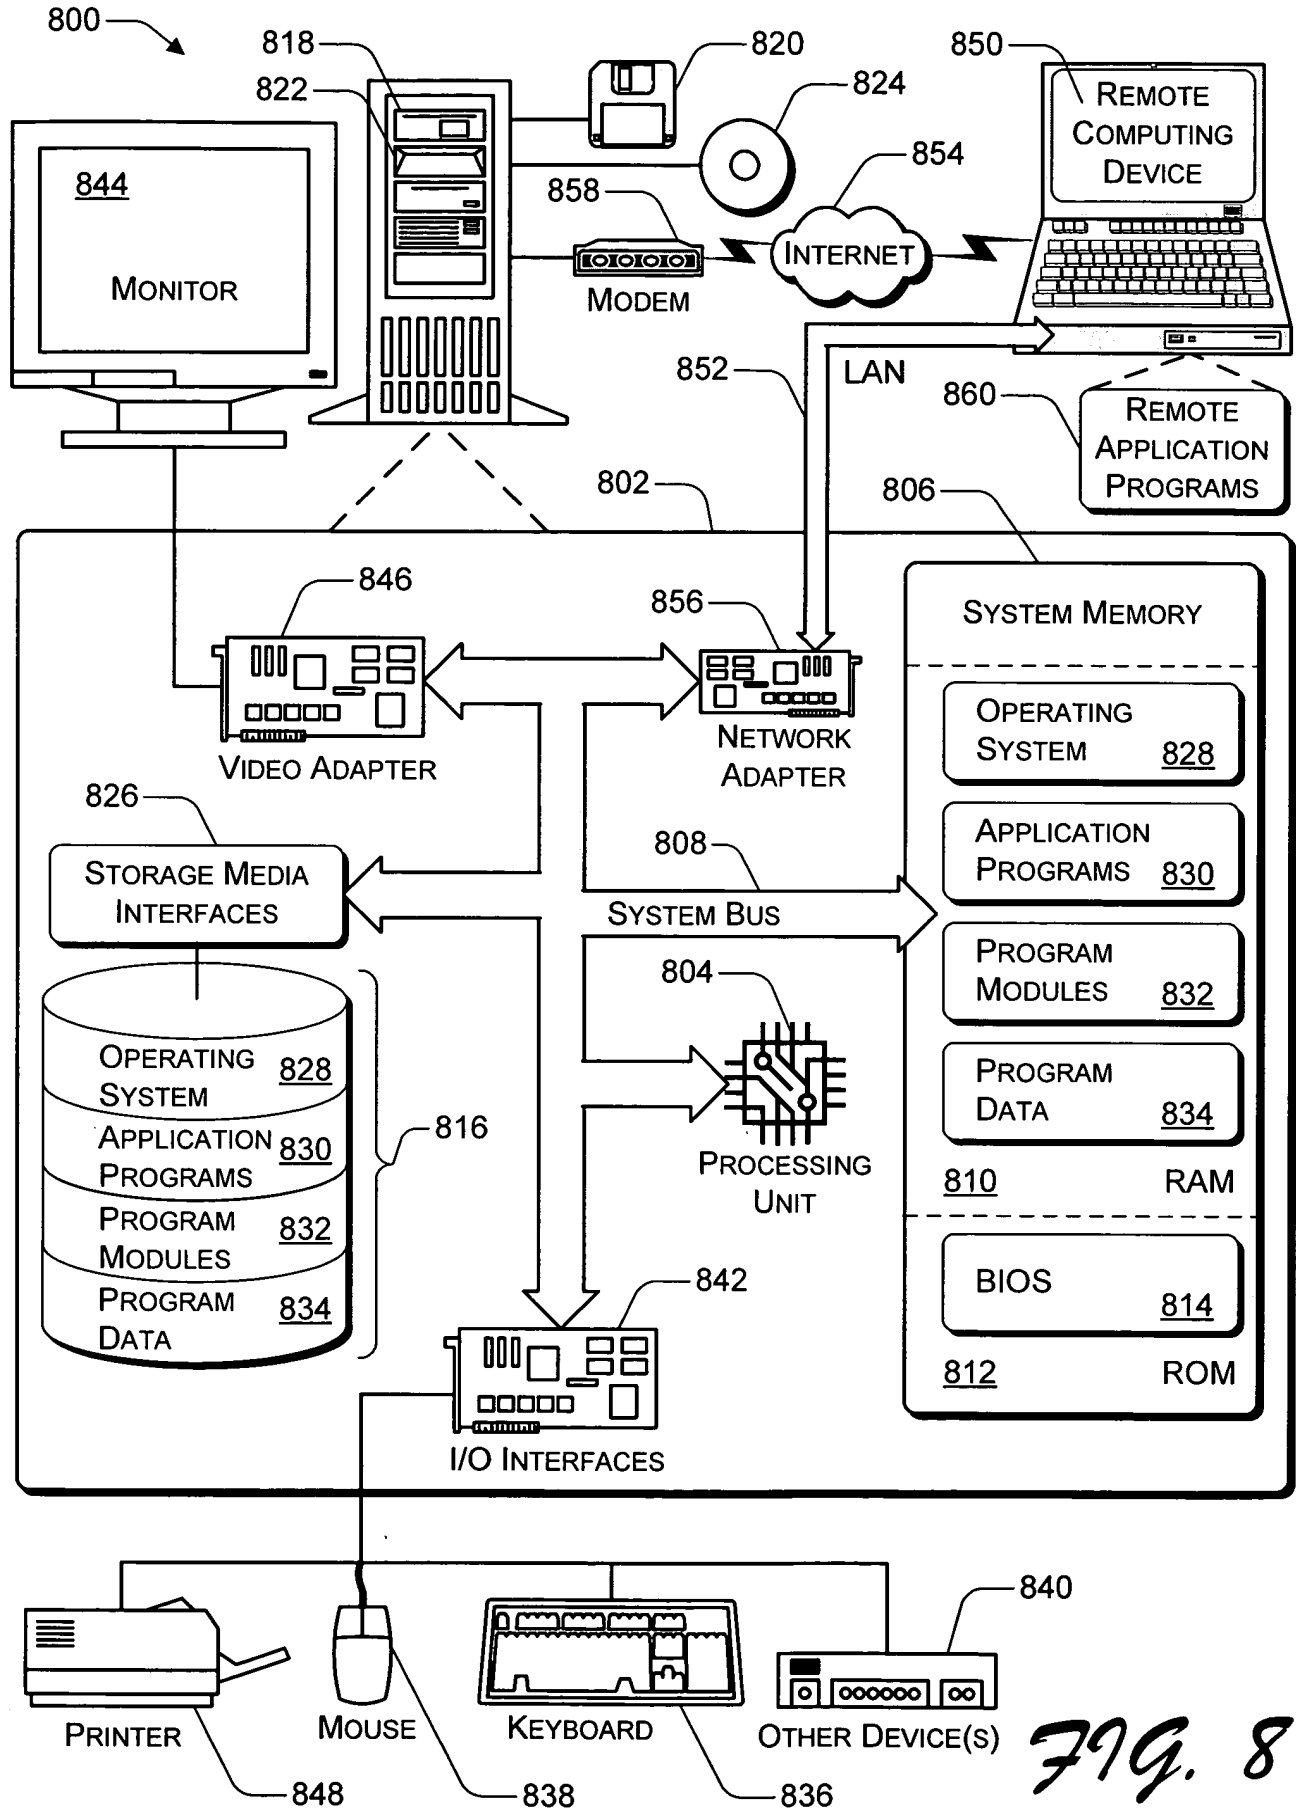 800
818
820
850
822
824
REMOTE
COMPUTING
DEVICE
854
844
858
INTERNET
MONITOR
MODEM
852
LAN
860
REMOTE
APPLICATION
PROGRAMS
802
806
846
856
SYSTEM MEMORY
OPERATING
SYSTEM 828
NETWORK
ADAPTER
VIDEO ADAPTER
826
APPLICATION
PROGRAMS 830
808
STORAGE MEDIA
INTERFACES
SYSTEM BUS
PROGRAM
MODULES 832
804
OPERATING
SYSTEM 828
PROGRAM
DATA 834
816
APPLICATION
PROGRAMS 830
PROCESSING
UNIT
810 RAM
PROGRAM
MODULES 832
842
BIOS
814
PROGRAM
DATA 834
812 ROM
I/O INTERFACES
840
PRINTER
MOUSE
KEYBOARD
OTHER DEVICE(S)
848
838
836
FIG. 8